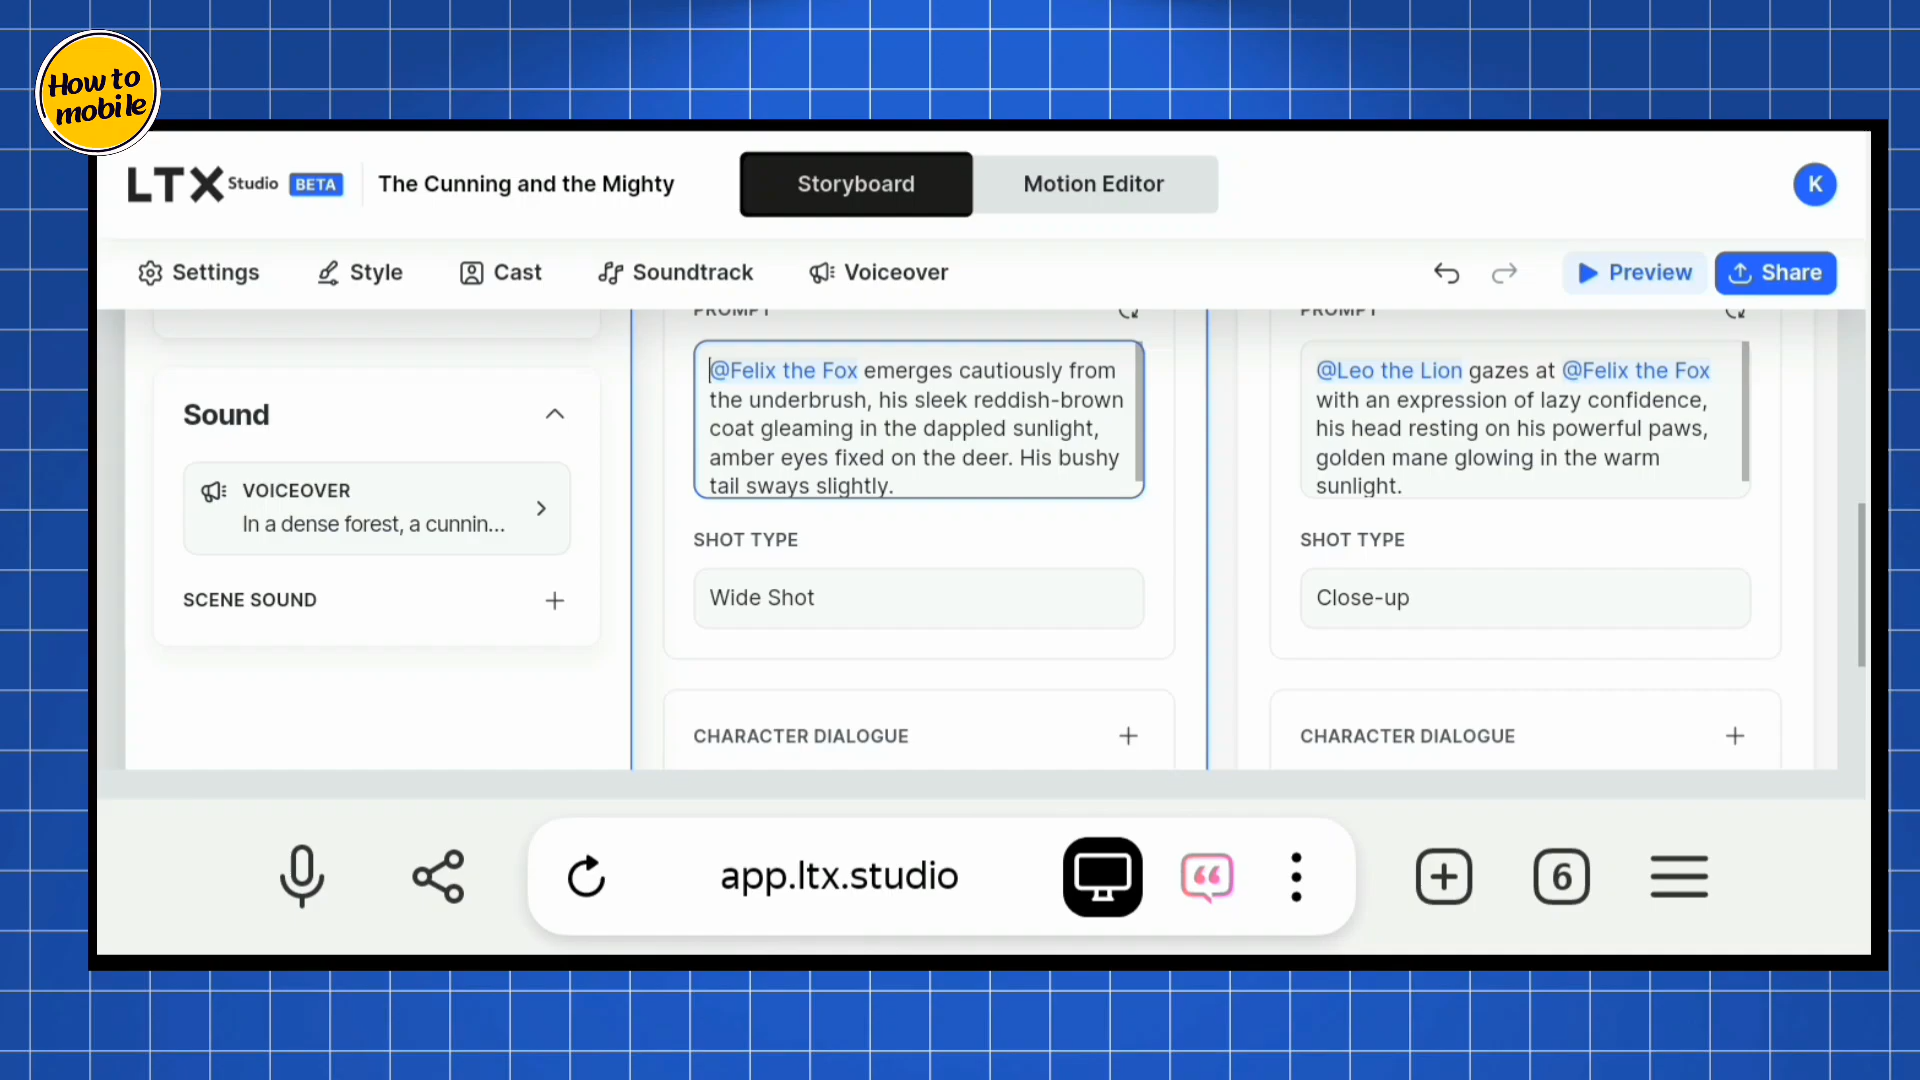 How to
mobile
LTX Studio BETA
The Cunning and the Mighty
Storyboard
Motion Editor
K
Settings
Style
Cast
Soundtrack
Voiceover
Preview
Share
PROMPT
PROMPT
Sound
VOICEOVER
In a dense forest, a cunnin...
SCENE SOUND
@Felix the Fox emerges cautiously from
the underbrush, his sleek reddish-brown
coat gleaming in the dappled sunlight,
amber eyes fixed on the deer. His bushy
tail sways slightly.
SHOT TYPE
Wide Shot
CHARACTER DIALOGUE
@Leo the Lion gazes at @Felix the Fox
with an expression of lazy confidence,
his head resting on his powerful paws,
golden mane glowing in the warm
sunlight.
SHOT TYPE
Close-up
CHARACTER DIALOGUE
app.ltx.studio
6